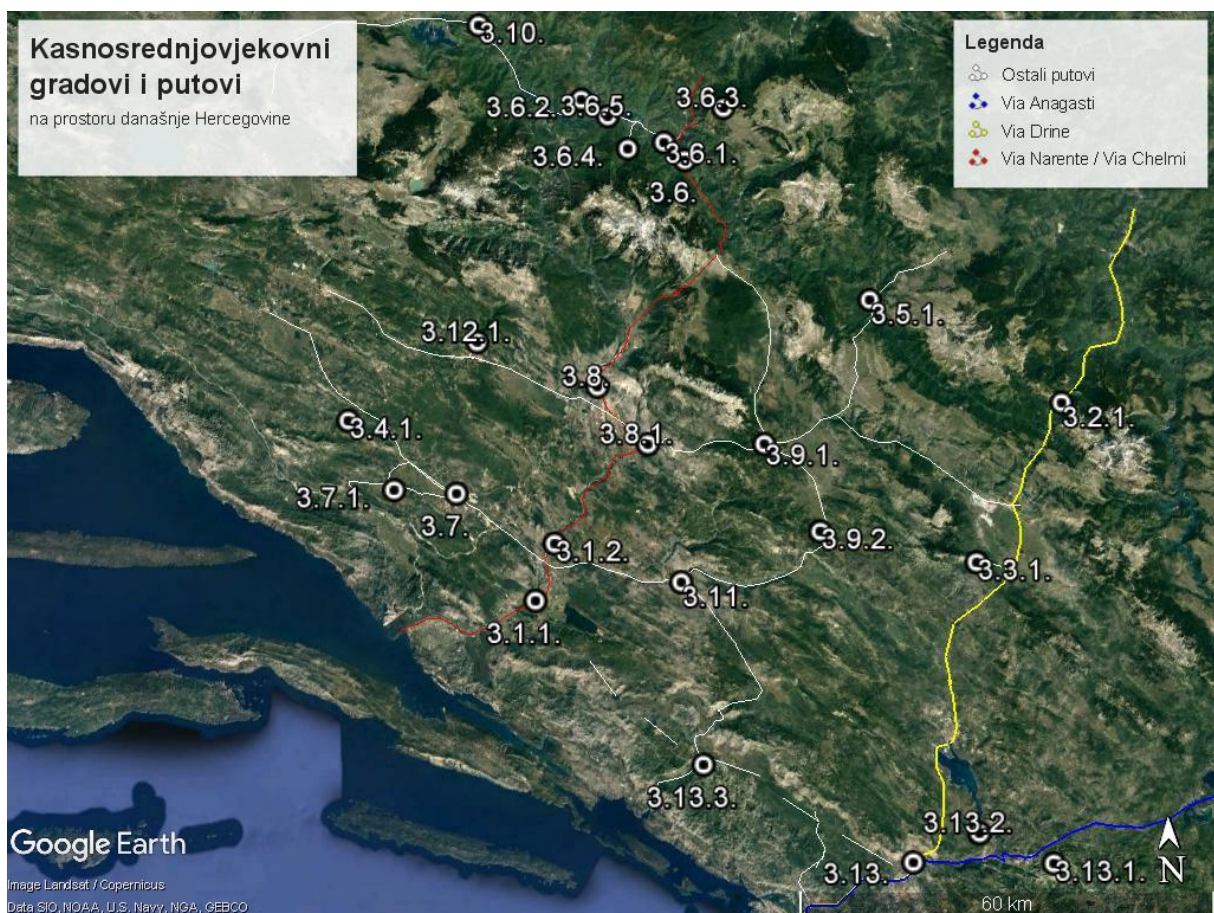 Kasnosrednjovjekovni
gradovi i putovi
na prostoru današnje Hercegovine
Legenda
Ostali putovi
Via Anagasti
Via Drine
Via Narente / Via Chelmi
3.10.
3.6.2.
3.6.5.
3.6.3.
3.6.4.
3.6.1.
3.6.
3.5.1.
3.12.1.
3.8.
3.2.1.
3.4.1.
3.8.1.
3.9.1.
3.7.1.
3.7.
3.1.2.
3.9.2.
3.3.1.
3.11.
3.1.1.
3.13.3.
3.13.2.
3.13.
3.13.1.
N
60 km
Google Earth
Image Landsat / Copernicus
Data SIO, NOAA, U.S. Navy, NGA, GEBCO